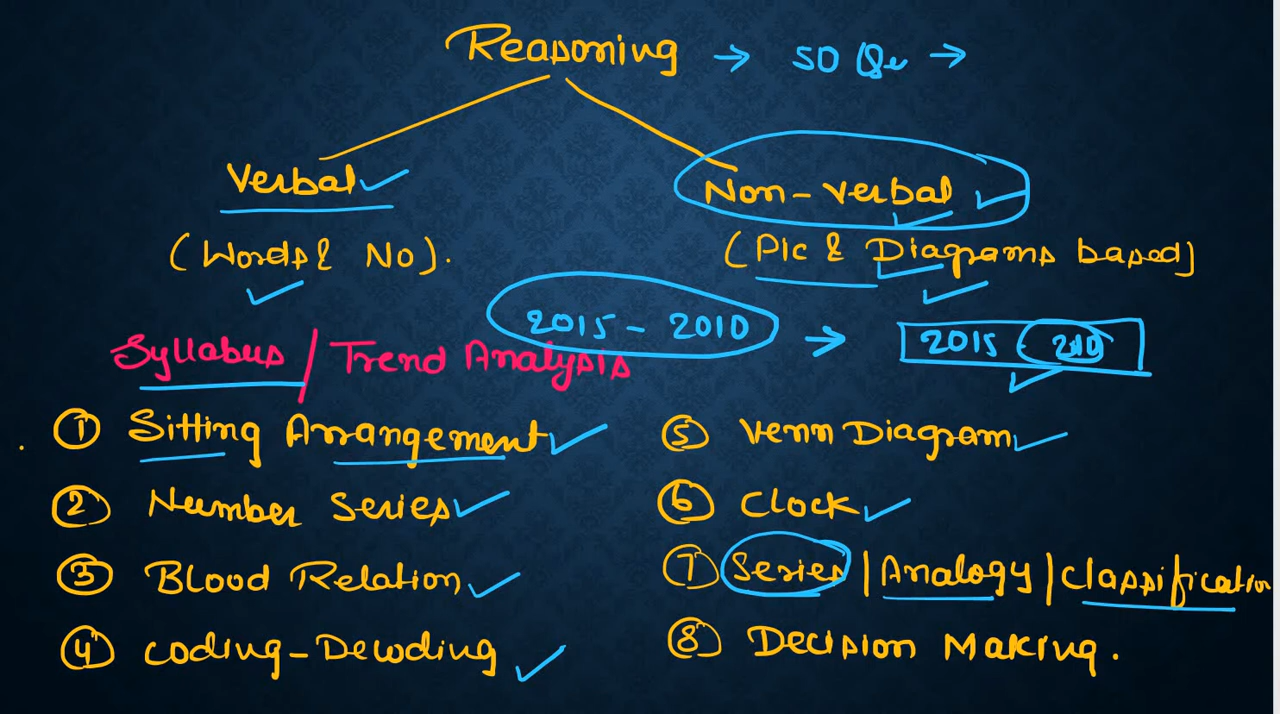 Reasoning → 50 Qu →
Verbal ✓
Non-Verbal ✓
(Words & No).
(Pic & Diagrams based)
2015 - 2010 → 2015 - 2010
Syllabus / Trend Analysis
① Sitting Arrangement ✓
② Number Series ✓
③ Blood Relation ✓
④ Coding-Decoding ✓
⑤ Venn Diagram ✓
⑥ Clock ✓
⑦ Series / Analogy / Classification
⑧ Decision Making.